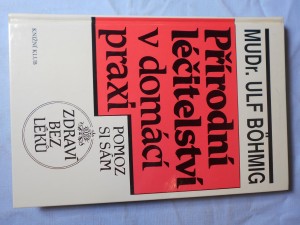 MUDr. ULF BÖHMIG
Přírodní
léčitelství
v domácí
praxi
POMOZ
SI SÁM
ZDRAVÍ
BEZ
LÉKŮ
KNIŽNÍ KLUB